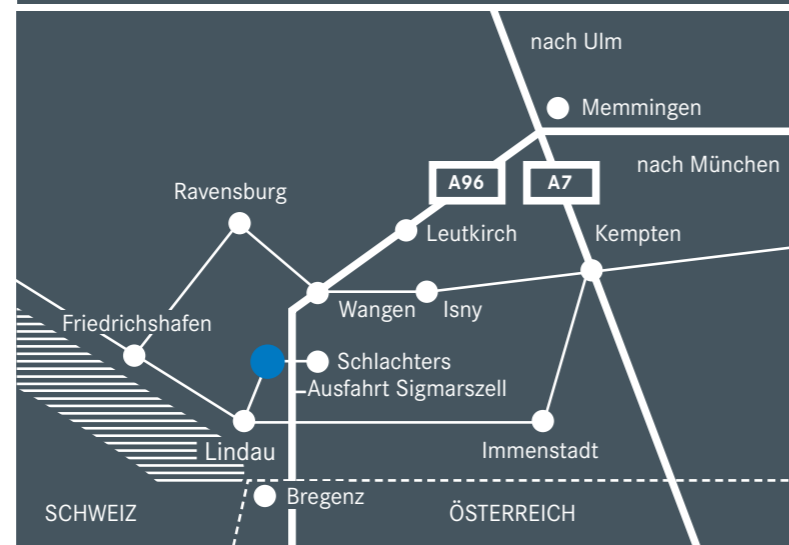 nach Ulm
Memmingen
nach München
A96
A7
Ravensburg
Leutkirch
Kempten
Wangen
Isny
Friedrichshafen
Schlachters
Ausfahrt Sigmarszell
Lindau
Immenstadt
Bregenz
SCHWEIZ
ÖSTERREICH